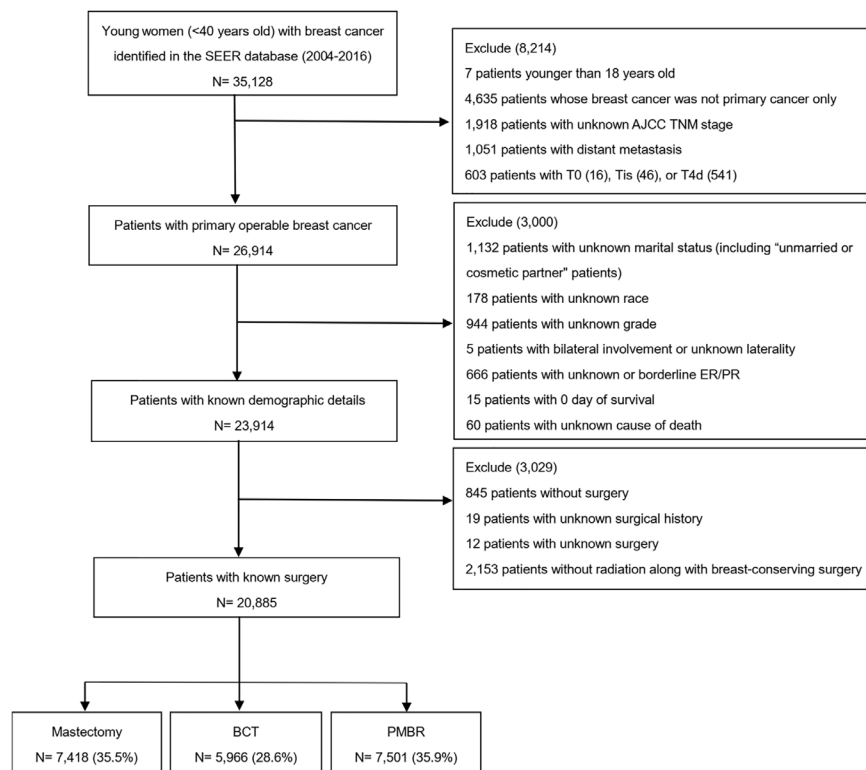 Young women (<40 years old) with breast cancer
identified in the SEER database (2004-2016)
N= 35,128
Exclude (8,214)
7 patients younger than 18 years old
4,635 patients whose breast cancer was not primary cancer only
1,918 patients with unknown AJCC TNM stage
1,051 patients with distant metastasis
603 patients with T0 (16), Tis (46), or T4d (541)
Patients with primary operable breast cancer
N= 26,914
Exclude (3,000)
1,132 patients with unknown marital status (including “unmarried or
cosmetic partner" patients)
178 patients with unknown race
944 patients with unknown grade
5 patients with bilateral involvement or unknown laterality
666 patients with unknown or borderline ER/PR
15 patients with 0 day of survival
60 patients with unknown cause of death
Patients with known demographic details
N= 23,914
Exclude (3,029)
845 patients without surgery
19 patients with unknown surgical history
12 patients with unknown surgery
2,153 patients without radiation along with breast-conserving surgery
Patients with known surgery
N= 20,885
Mastectomy
N= 7,418 (35.5%)
BCT
N= 5,966 (28.6%)
PMBR
N= 7,501 (35.9%)